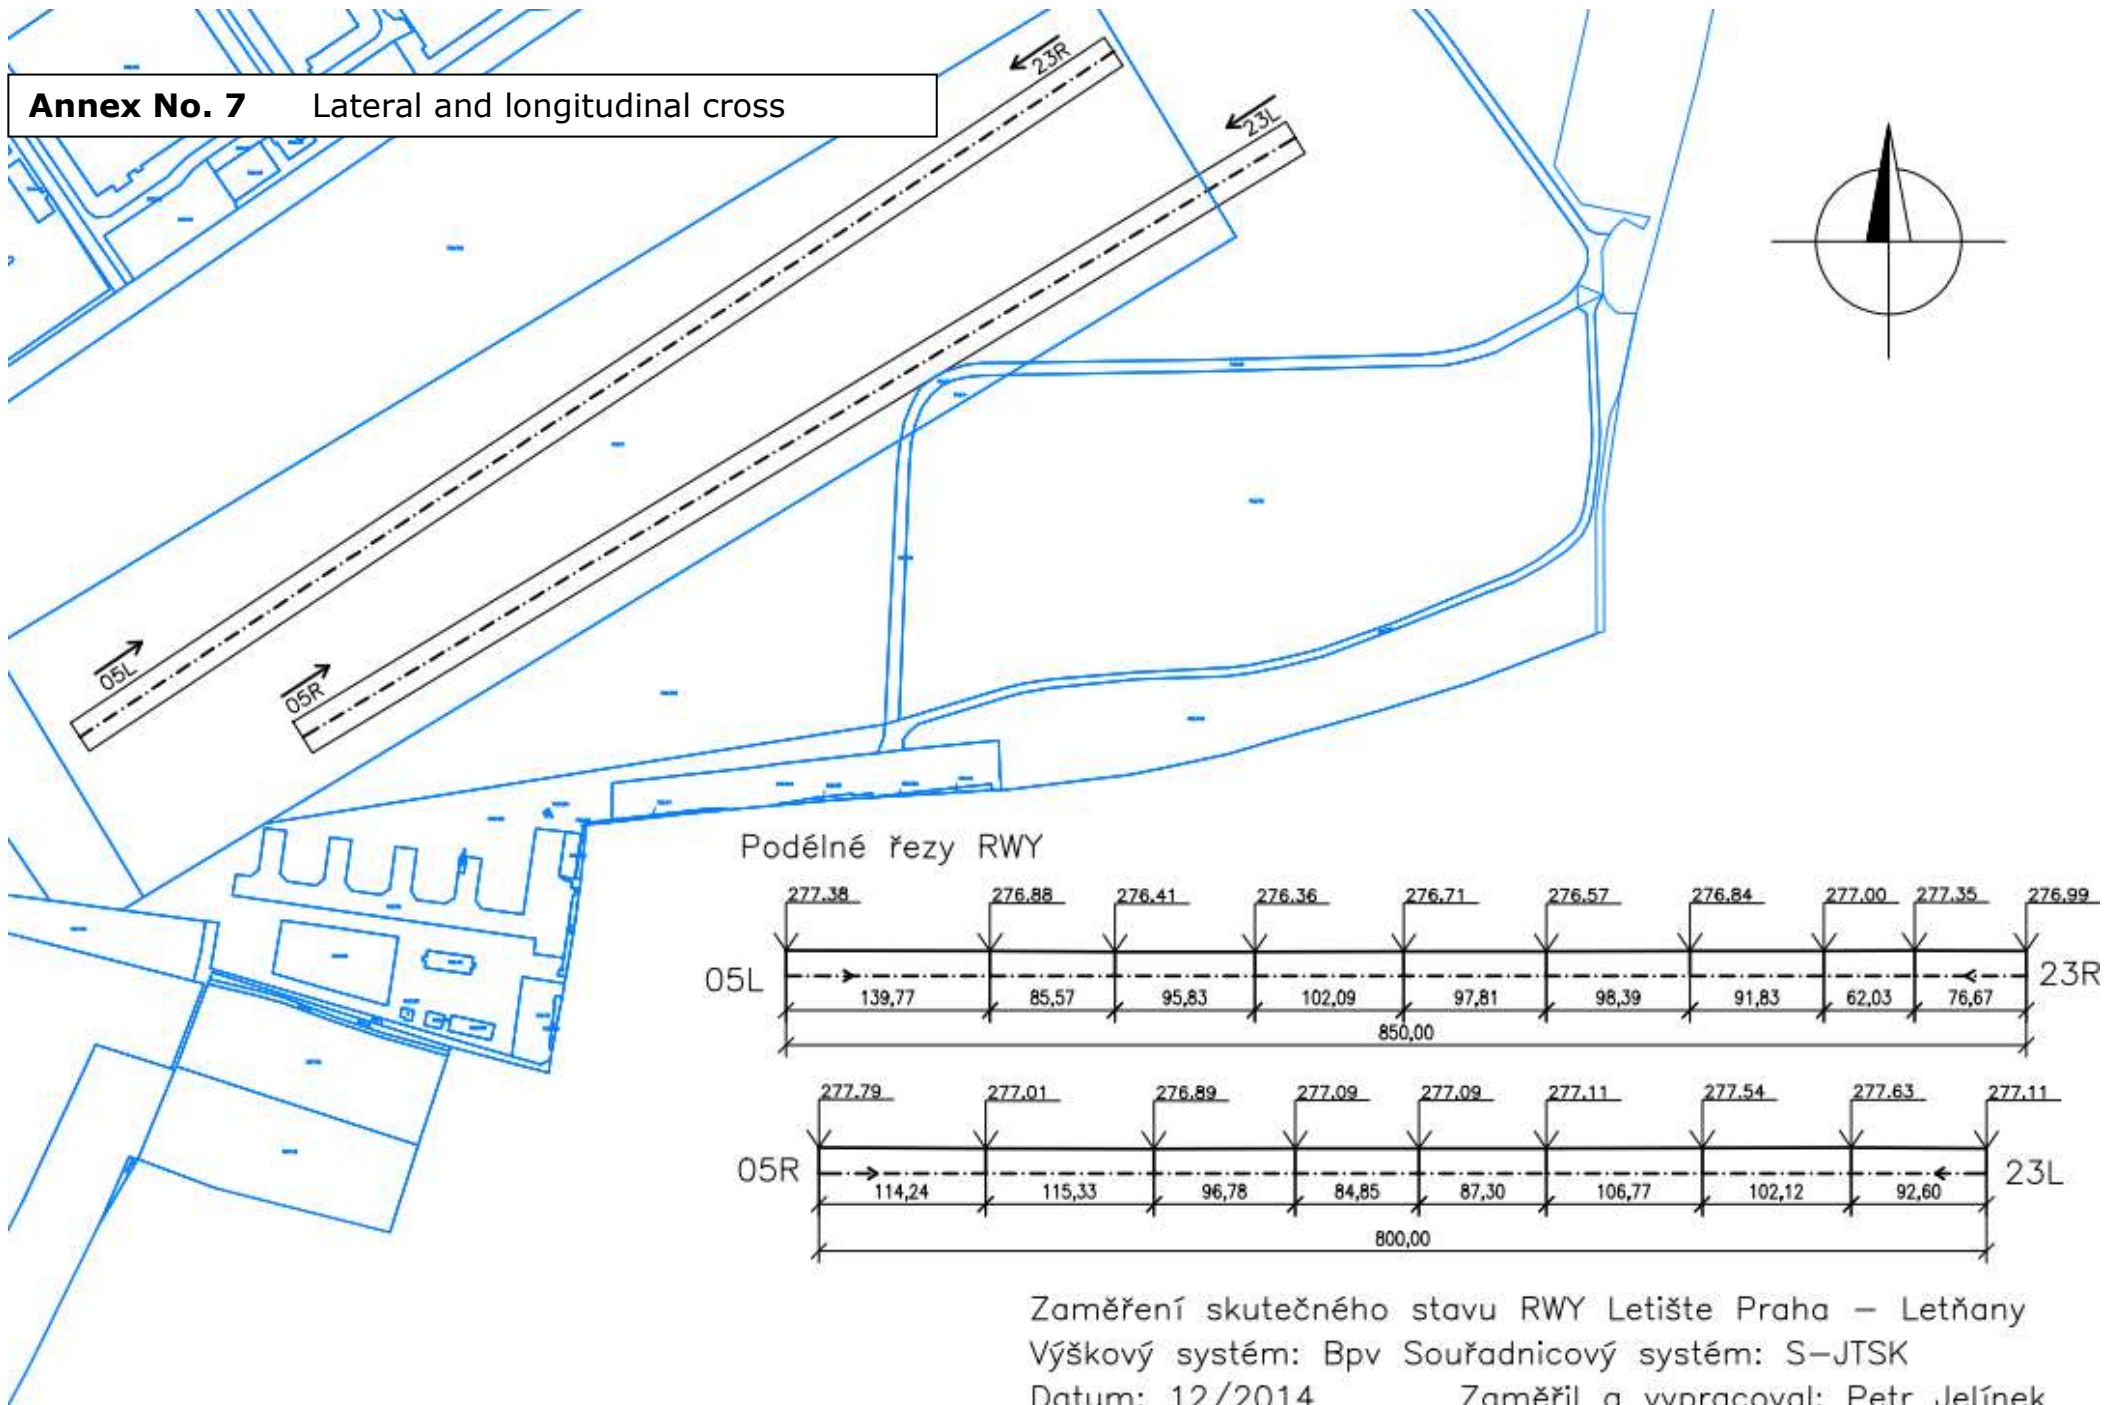 23R
Annex No. 7 Lateral and longitudinal cross
23L
05L
05R
Podélné řezy RWY
277.38 276.88 276.41 276.36 276.71 276.57 276.84 277.00 277.35 276.99
05L 23R
139,77 85,57 95,83 102,09 97,81 98,39 91,83 62,03 76,67
850,00
277.79 277.01 276.89 277.09 277.09 277.11 277.54 277.63 277.11
05R 23L
114,24 115,33 96,78 84,85 87,30 106,77 102,12 92,60
800,00
Zaměření skutečného stavu RWY Letište Praha – Letňany
Výškový systém: Bpv Souřadnicový systém: S-JTSK
Datum: 12/2014 Zaměřil a vypracoval: Petr Jelínek